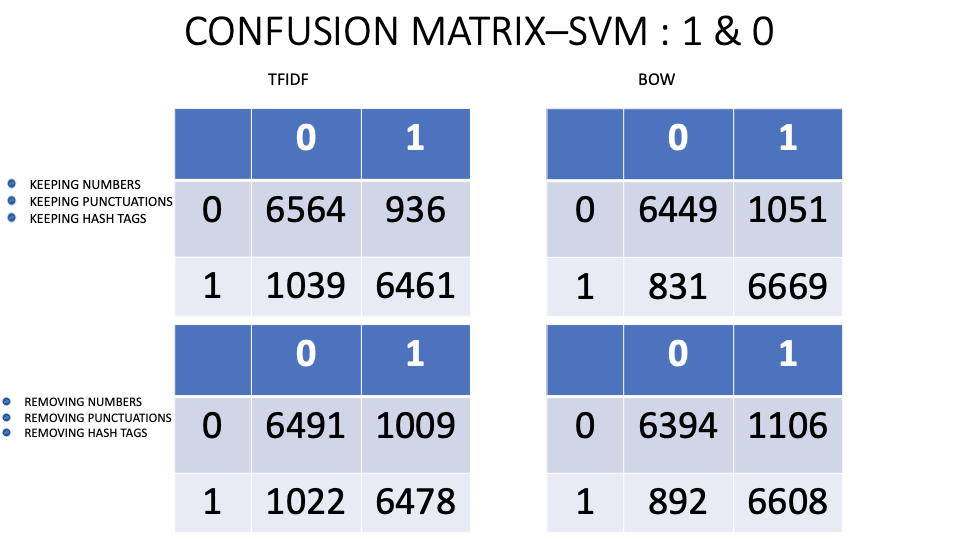 CONFUSION MATRIX–SVM : 1 & 0
TFIDF
BOW
KEEPING NUMBERS
KEEPING PUNCTUATIONS
KEEPING HASH TAGS
0 1
0 6564 936
1 1039 6461
0 1
0 6449 1051
1 831 6669
REMOVING NUMBERS
REMOVING PUNCTUATIONS
REMOVING HASH TAGS
0 1
0 6491 1009
1 1022 6478
0 1
0 6394 1106
1 892 6608